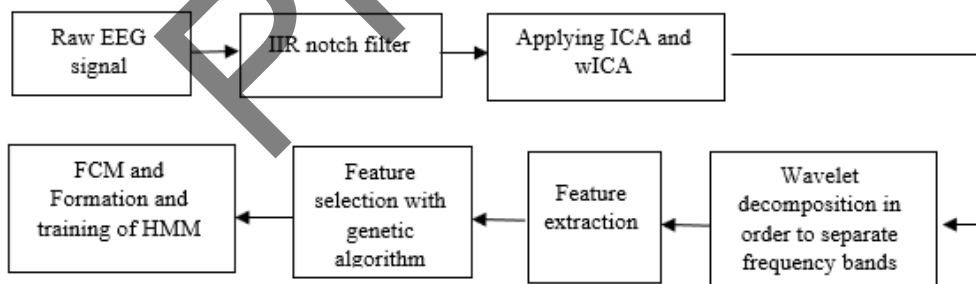 Raw EEG
signal
IIR notch filter
Applying ICA and
wICA
FCM and
Formation and
training of HMM
Feature
selection with
genetic
algorithm
Feature
extraction
Wavelet
decomposition in
order to separate
frequency bands